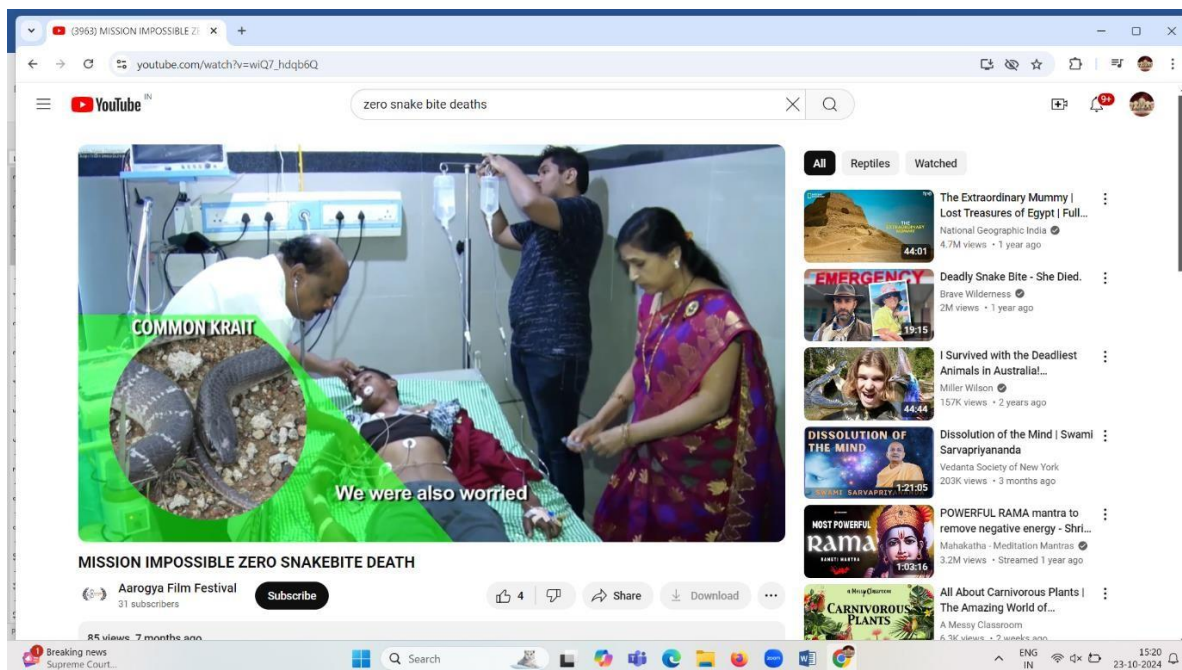 (3963) MISSION IMPOSSIBLE ZE
youtube.com/watch?v=wiQ7_hdqb6Q
YouTube IN
zero snake bite deaths
9+
COMMON KRAIT
We were also worried
MISSION IMPOSSIBLE ZERO SNAKEBITE DEATH
Aarogya Film Festival
31 subscribers
Subscribe
4
Share
Download
85 views 7 months ago
All
Reptiles
Watched
44:01
The Extraordinary Mummy |
Lost Treasures of Egypt | Full...
National Geographic India
4.7M views • 1 year ago
EMERGENCY
19:15
Deadly Snake Bite - She Died.
Brave Wilderness
2M views • 1 year ago
44:44
I Survived with the Deadliest
Animals in Australia!...
Miller Wilson
157K views • 2 years ago
DISSOLUTION OF
THE MIND
SWAMI SARVAPRIYANANDA
1:21:05
Dissolution of the Mind | Swami
Sarvapriyananda
Vedanta Society of New York
203K views • 3 months ago
MOST POWERFUL
RAMA
1:03:16
POWERFUL RAMA mantra to
remove negative energy - Shri...
Mahakatha - Meditation Mantras
3.2M views • Streamed 1 year ago
CARNIVOROUS
PLANTS
All About Carnivorous Plants |
The Amazing World of...
A Messy Classroom
6.3K views • 2 weeks ago
1
Breaking news
Supreme Court...
Search
zoom
ENG
IN
15:20
23-10-2024